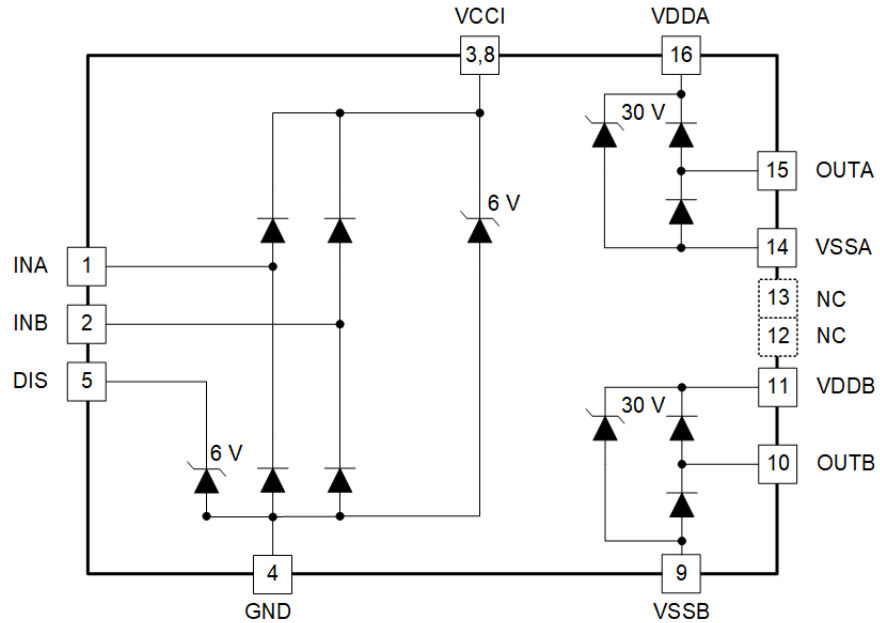 VCCI
VDDA
3,8
16
30 V
15
OUTA
6 V
14
VSSA
INA
1
13
NC
INB
2
12
NC
DIS
5
11
VDDB
30 V
6 V
10
OUTB
4
9
GND
VSSB